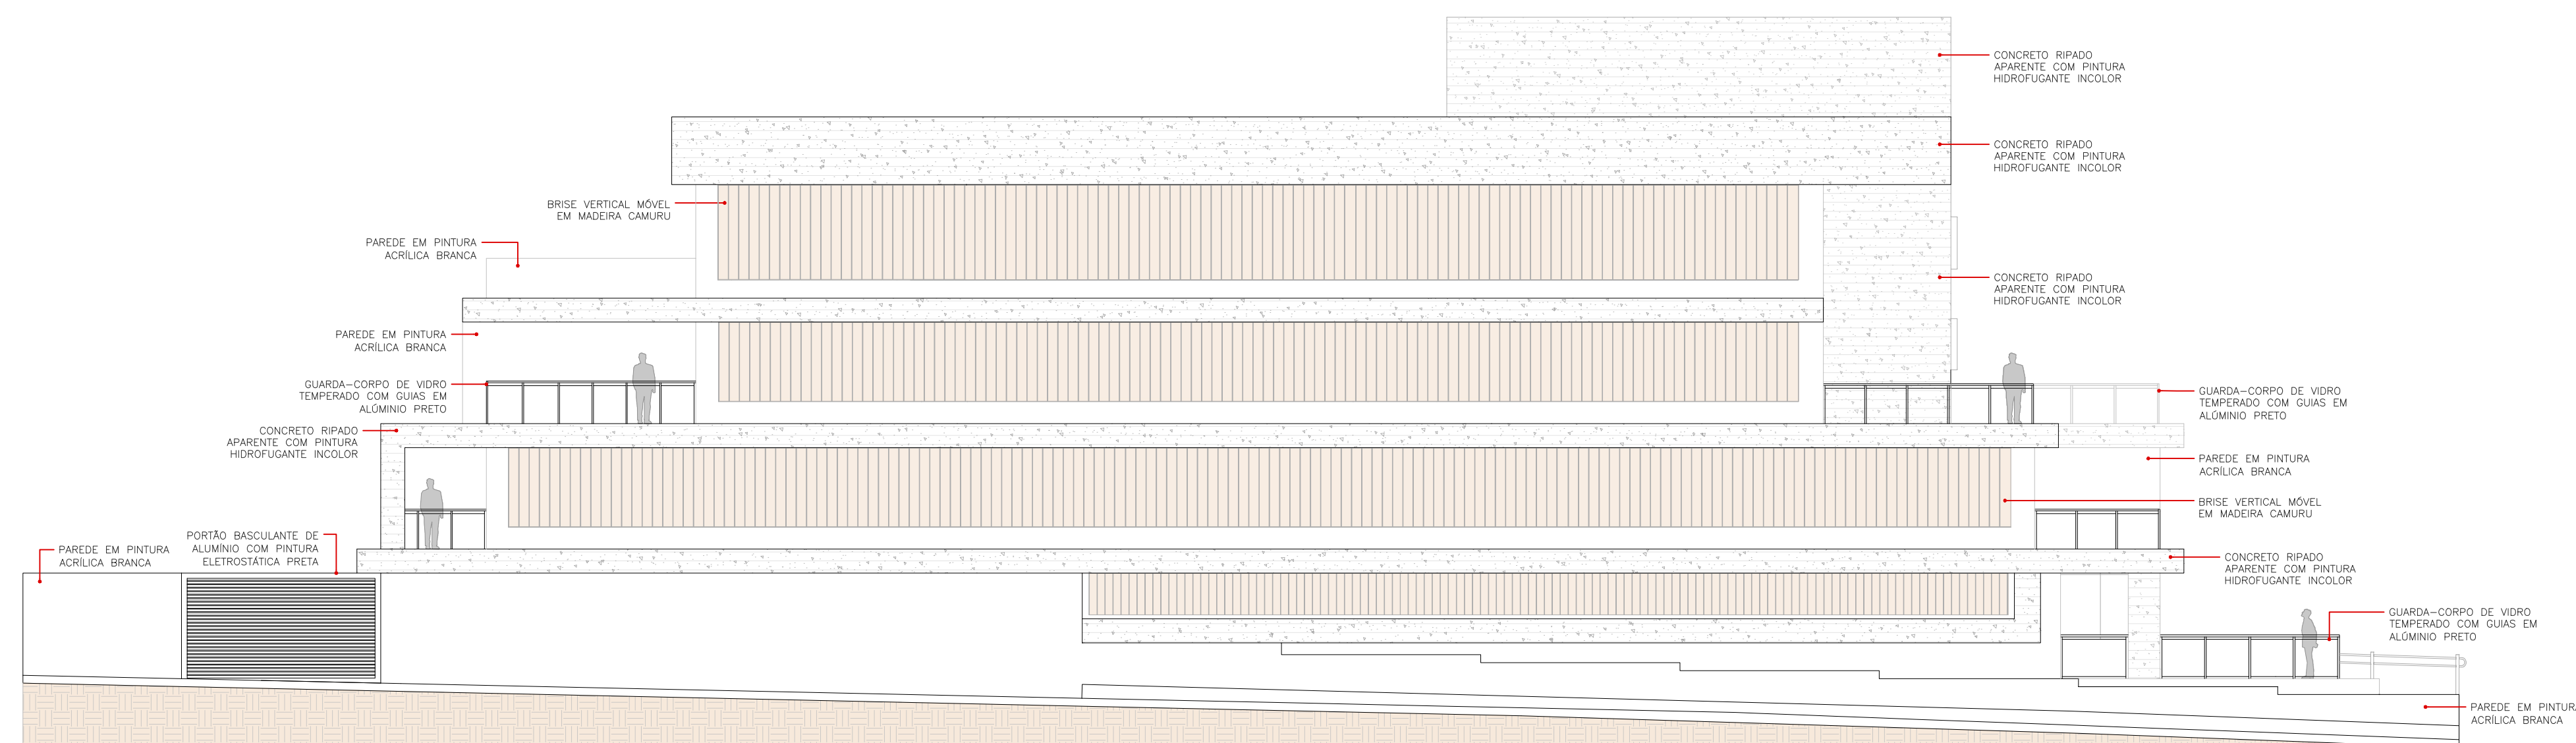 CONCRETO RIPADO
APARENTE COM PINTURA
HIDROFUGANTE INCOLOR
CONCRETO RIPADO
APARENTE COM PINTURA
HIDROFUGANTE INCOLOR
BRISE VERTICAL MÓVEL
EM MADEIRA CAMURU
PAREDE EM PINTURA
ACRÍLICA BRANCA
CONCRETO RIPADO
APARENTE COM PINTURA
HIDROFUGANTE INCOLOR
PAREDE EM PINTURA
ACRÍLICA BRANCA
GUARDA-CORPO DE VIDRO
TEMPERADO COM GUIAS EM
ALÚMINIO PRETO
GUARDA-CORPO DE VIDRO
TEMPERADO COM GUIAS EM
ALÚMINIO PRETO
CONCRETO RIPADO
APARENTE COM PINTURA
HIDROFUGANTE INCOLOR
PAREDE EM PINTURA
ACRÍLICA BRANCA
BRISE VERTICAL MÓVEL
EM MADEIRA CAMURU
PORTÃO BASCULANTE DE
ALUMÍNIO COM PINTURA
ELETROSTÁTICA PRETA
PAREDE EM PINTURA
ACRÍLICA BRANCA
CONCRETO RIPADO
APARENTE COM PINTURA
HIDROFUGANTE INCOLOR
GUARDA-CORPO DE VIDRO
TEMPERADO COM GUIAS EM
ALÚMINIO PRETO
PAREDE EM PINTURA
ACRÍLICA BRANCA